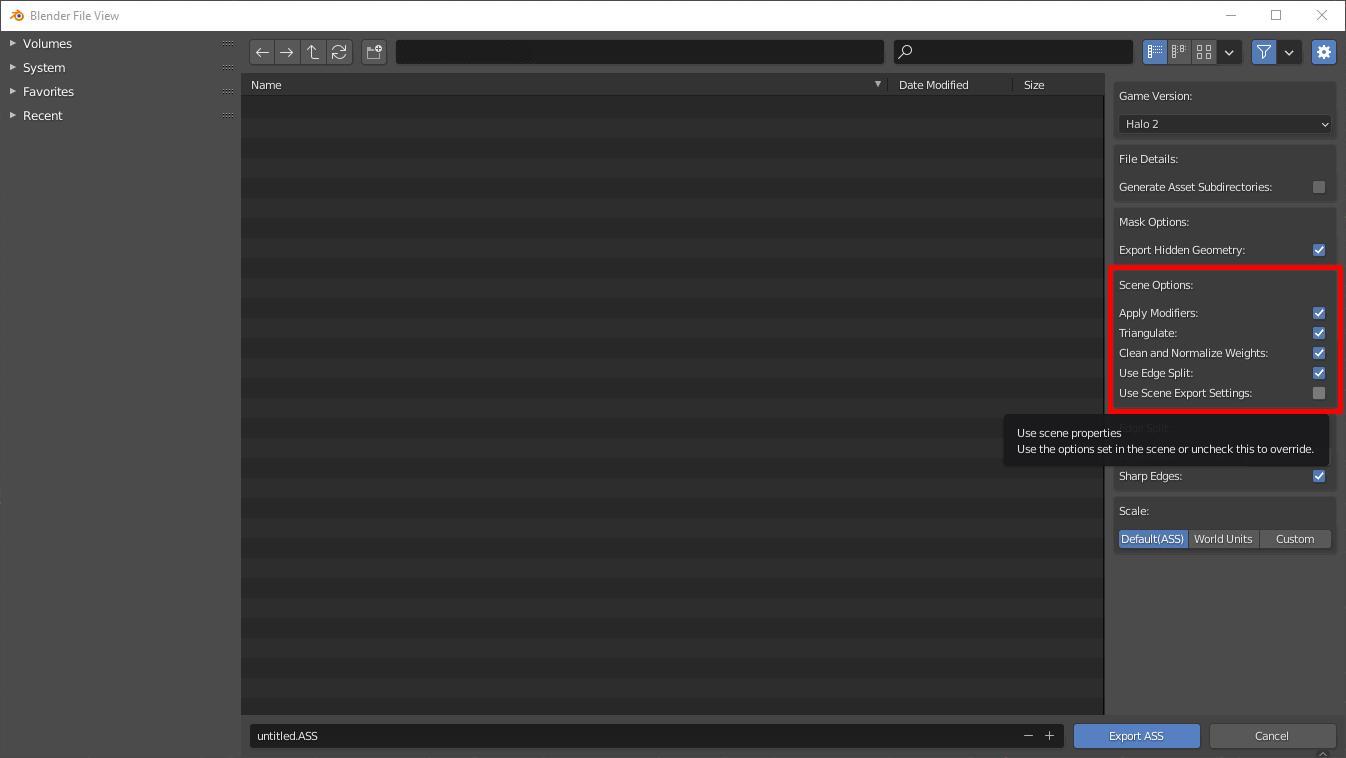 Blender File View
Volumes
System
Favorites
Recent
Name
Date Modified
Size
Game Version:
Halo 2
File Details:
Generate Asset Subdirectories:
Mask Options:
Export Hidden Geometry:
Scene Options:
Apply Modifiers:
Triangulate:
Clean and Normalize Weights:
Use Edge Split:
Use Scene Export Settings:
Edge Split:
Use scene properties
Use the options set in the scene or uncheck this to override.
Sharp Edges:
Scale:
Default(ASS) World Units Custom
untitled.ASS
Export ASS
Cancel